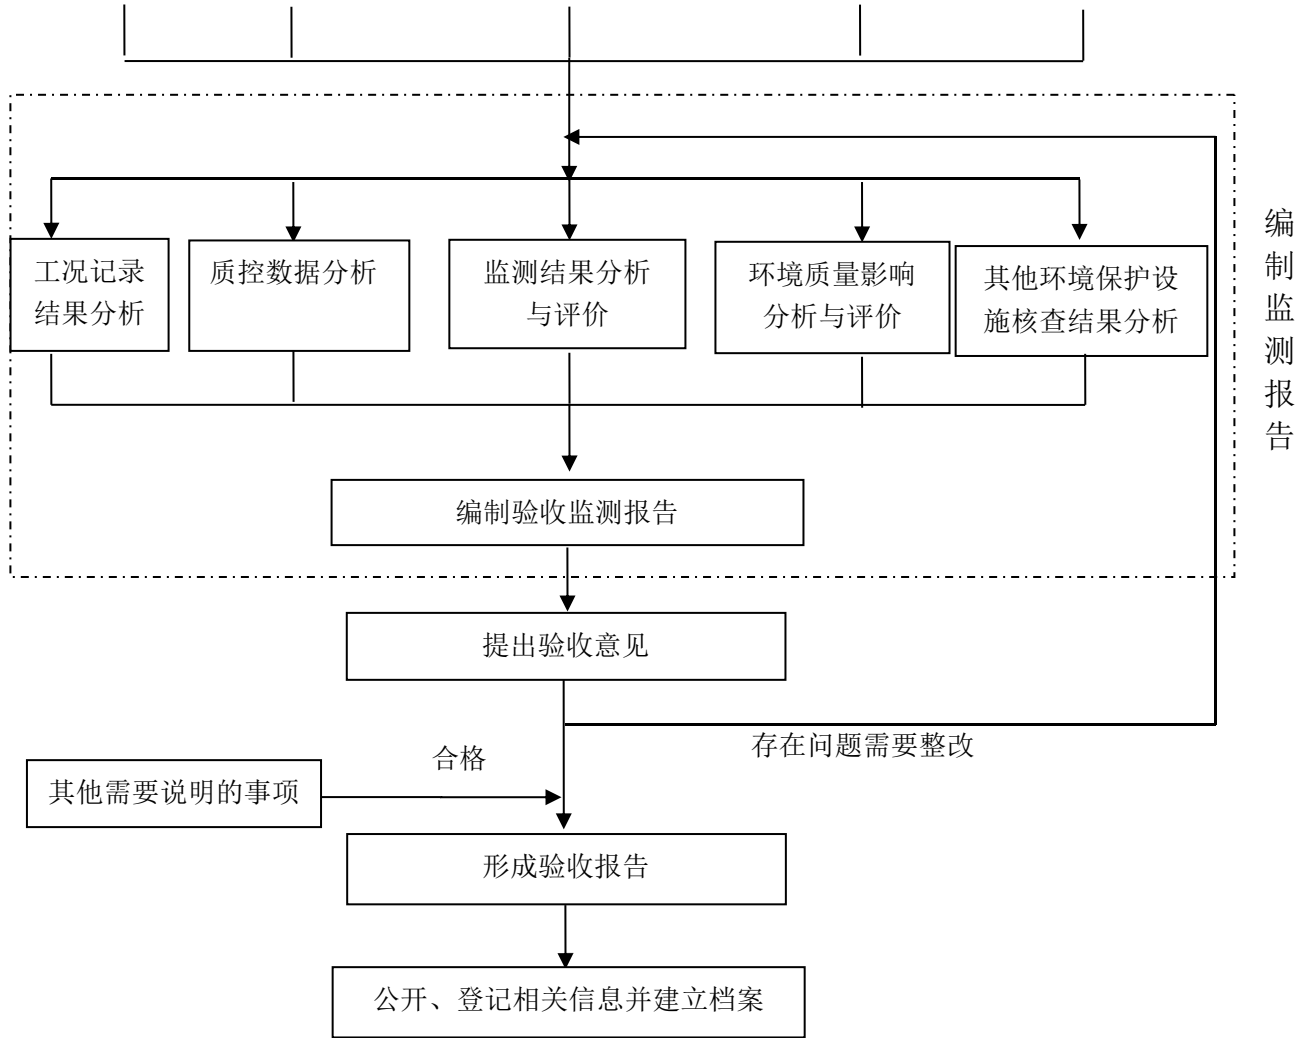 工况记录
结果分析
质控数据分析
监测结果分析
与评价
环境质量影响
分析与评价
其他环境保护设
施核查结果分析
编
制
监
测
报
告
编制验收监测报告
提出验收意见
存在问题需要整改
合格
其他需要说明的事项
形成验收报告
公开、登记相关信息并建立档案